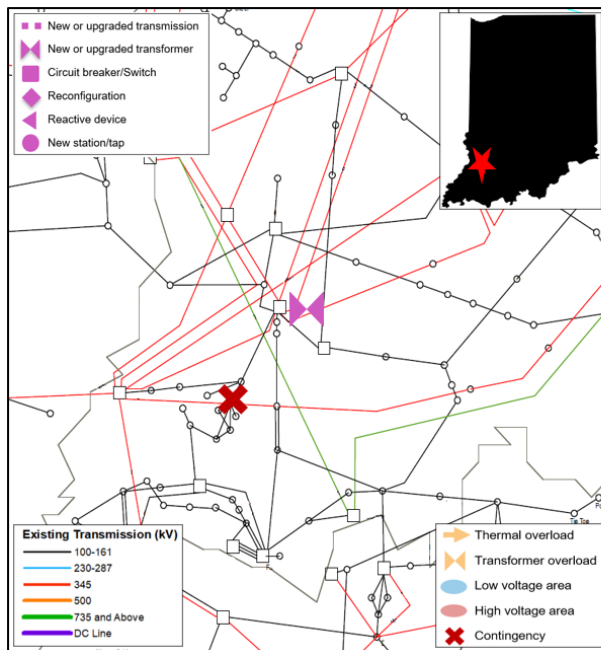 New or upgraded transmission
New or upgraded transformer
Circuit breaker/Switch
Reconfiguration
Reactive device
New station/tap
Existing Transmission (kV)
100-161
230-287
345
500
735 and Above
DC Line
Thermal overload
Transformer overload
Low voltage area
High voltage area
Contingency